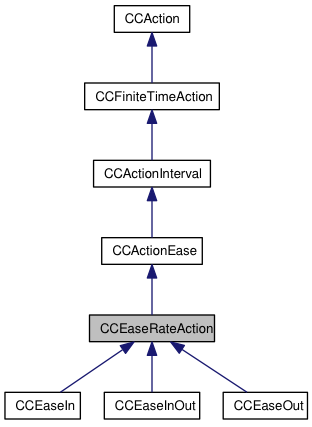 CCAction
CCFiniteTimeAction
CCActionInterval
CCActionEase
CCEaseRateAction
CCEaseIn
CCEaseInOut
CCEaseOut